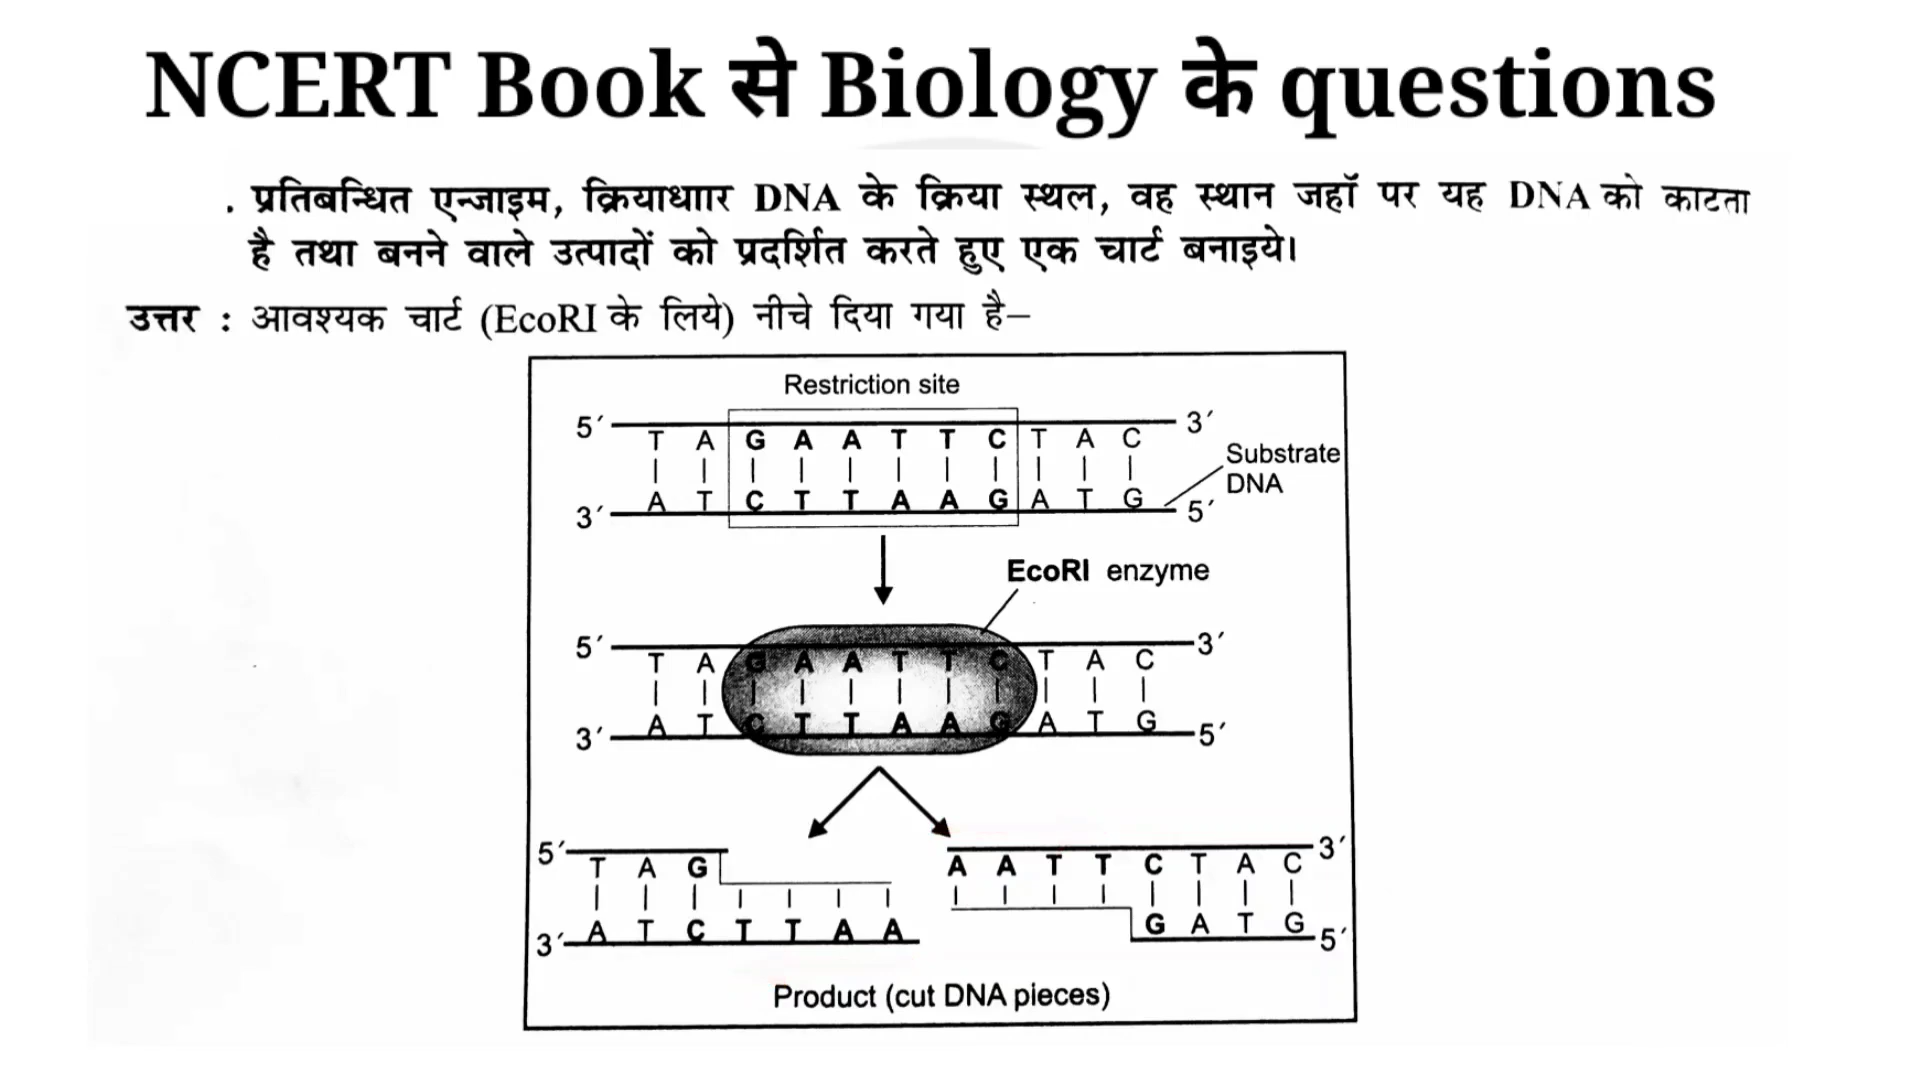 NCERT Book से Biology के questions
. प्रतिबन्धित एन्जाइम, क्रियाधाार DNA के क्रिया स्थल, वह स्थान जहाँ पर यह DNA को काटता
है तथा बनने वाले उत्पादों को प्रदर्शित करते हुए एक चार्ट बनाइये।
उत्तर : आवश्यक चार्ट (EcoRI के लिये) नीचे दिया गया है–
Restriction site
5′ T A G A A T T C T A C 3′
Substrate
DNA
3′ A T C T T A A G A T G 5′
EcoRI enzyme
5′ T A G A A T T C T A C 3′
3′ A T C T T A A G A T G 5′
5′ T A G
3′ A T C T T A A
A A T T C T A C 3′
G A T G 5′
Product (cut DNA pieces)